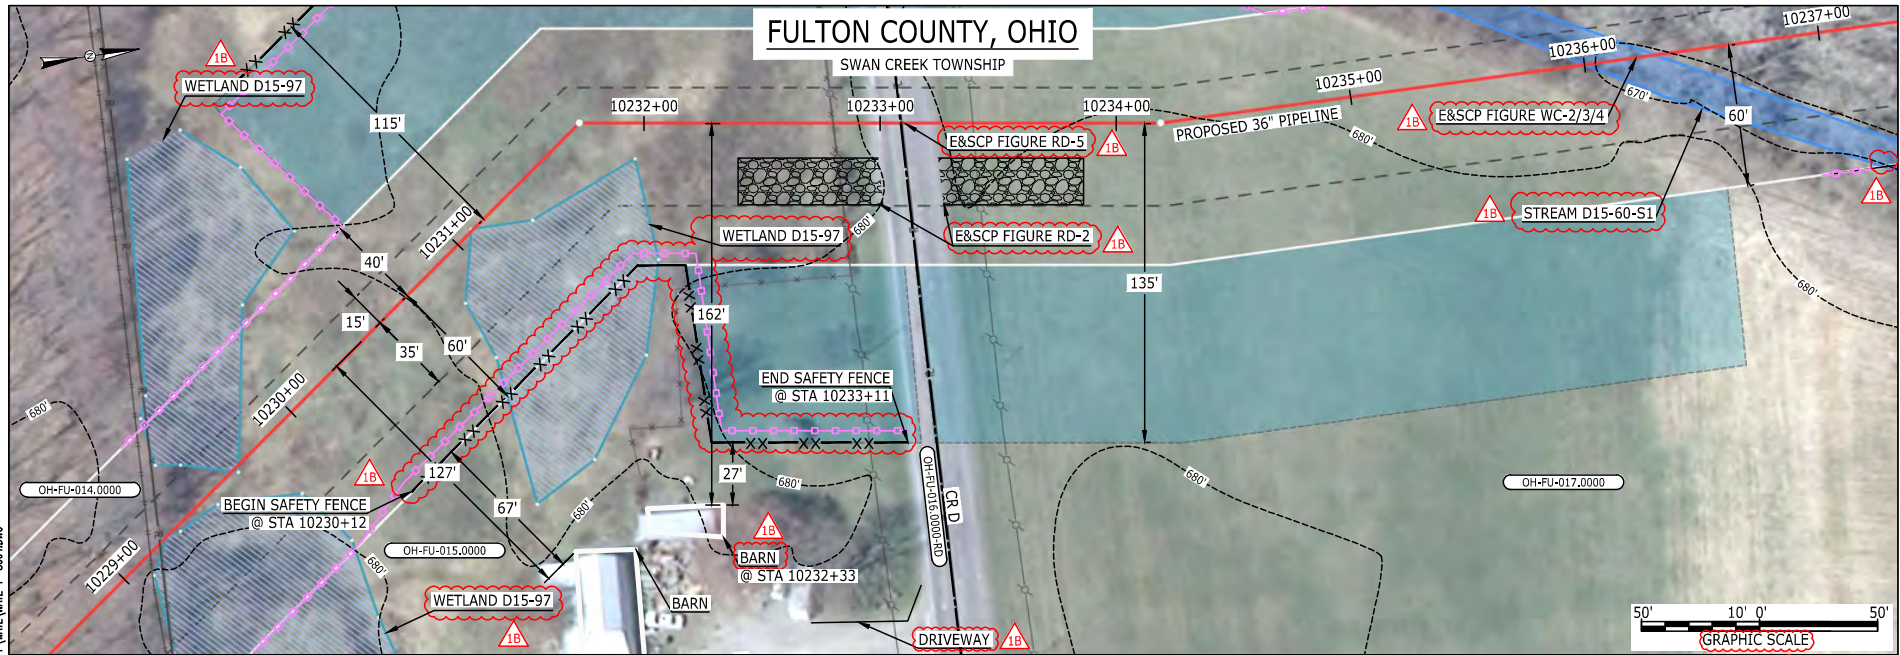 FULTON COUNTY, OHIO
SWAN CREEK TOWNSHIP
N
1B
WETLAND D15-97
115'
10232+00
10233+00
10234+00
10235+00
10236+00
10237+00
PROPOSED 36" PIPELINE
E&SCP FIGURE RD-5
1B
1B
E&SCP FIGURE WC-2/3/4
670'
60'
680'
680'
1B
1B
STREAM D15-60-S1
WETLAND D15-97
E&SCP FIGURE RD-2
1B
10231+00
40'
15'
35'
60'
162'
135'
680'
680'
END SAFETY FENCE
@ STA 10233+11
10230+00
680'
OH-FU-014.0000
1B
127'
27'
680'
680'
OH-FU-017.0000
BEGIN SAFETY FENCE
@ STA 10230+12
67'
680'
OH-FU-015.0000
OH-FU-016.0000-RD
CR D
1B
BARN
@ STA 10232+33
10229+00
680'
WETLAND D15-97
1B
BARN
DRIVEWAY
1B
50' 10' 0' 50'
GRAPHIC SCALE